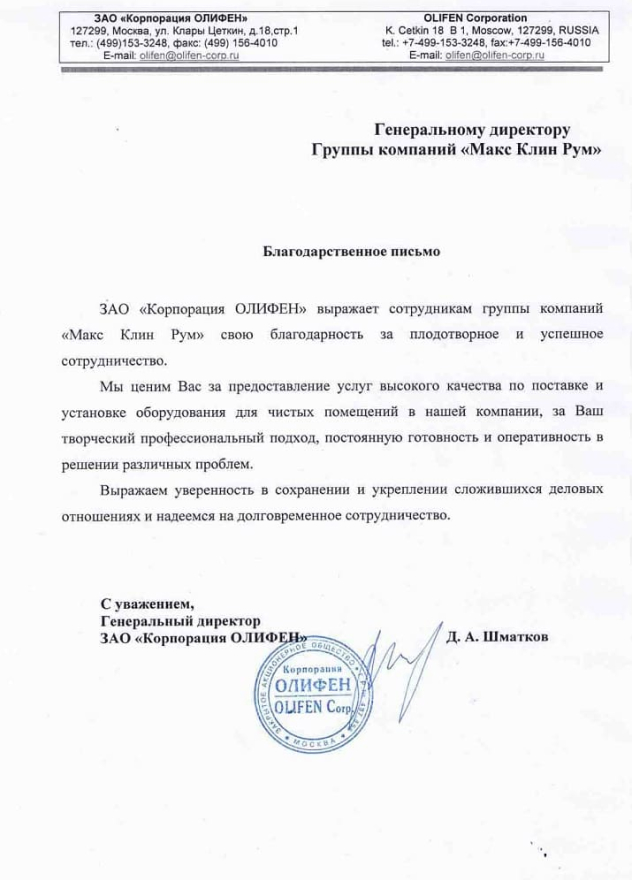 ЗАО «Корпорация ОЛИФЕН»
127299, Москва, ул. Клары Цеткин, д.18,стр.1
тел.: (499)153-3248, факс: (499) 156-4010
E-mail: olifen@olifen-corp.ru
OLIFEN Corporation
K. Cetkin 18 B 1, Moscow, 127299, RUSSIA
tel.: +7-499-153-3248, fax:+7-499-156-4010
E-mail: olifen@olifen-corp.ru
Генеральному директору
Группы компаний «Макс Клин Рум»
Благодарственное письмо
ЗАО «Корпорация ОЛИФЕН» выражает сотрудникам группы компаний
«Макс Клин Рум» свою благодарность за плодотворное и успешное
сотрудничество.
Мы ценим Вас за предоставление услуг высокого качества по поставке и
установке оборудования для чистых помещений в нашей компании, за Ваш
творческий профессиональный подход, постоянную готовность и оперативность в
решении различных проблем.
Выражаем уверенность в сохранении и укреплении сложившихся деловых
отношениях и надеемся на долговременное сотрудничество.
С уважением,
Генеральный директор
ЗАО «Корпорация ОЛИФЕН»
Д. А. Шматков
ЗАКРЫТОЕ АКЦИОНЕРНОЕ ОБЩЕСТВО
Корпорация
ОЛИФЕН
OLIFEN Corp.
МОСКВА